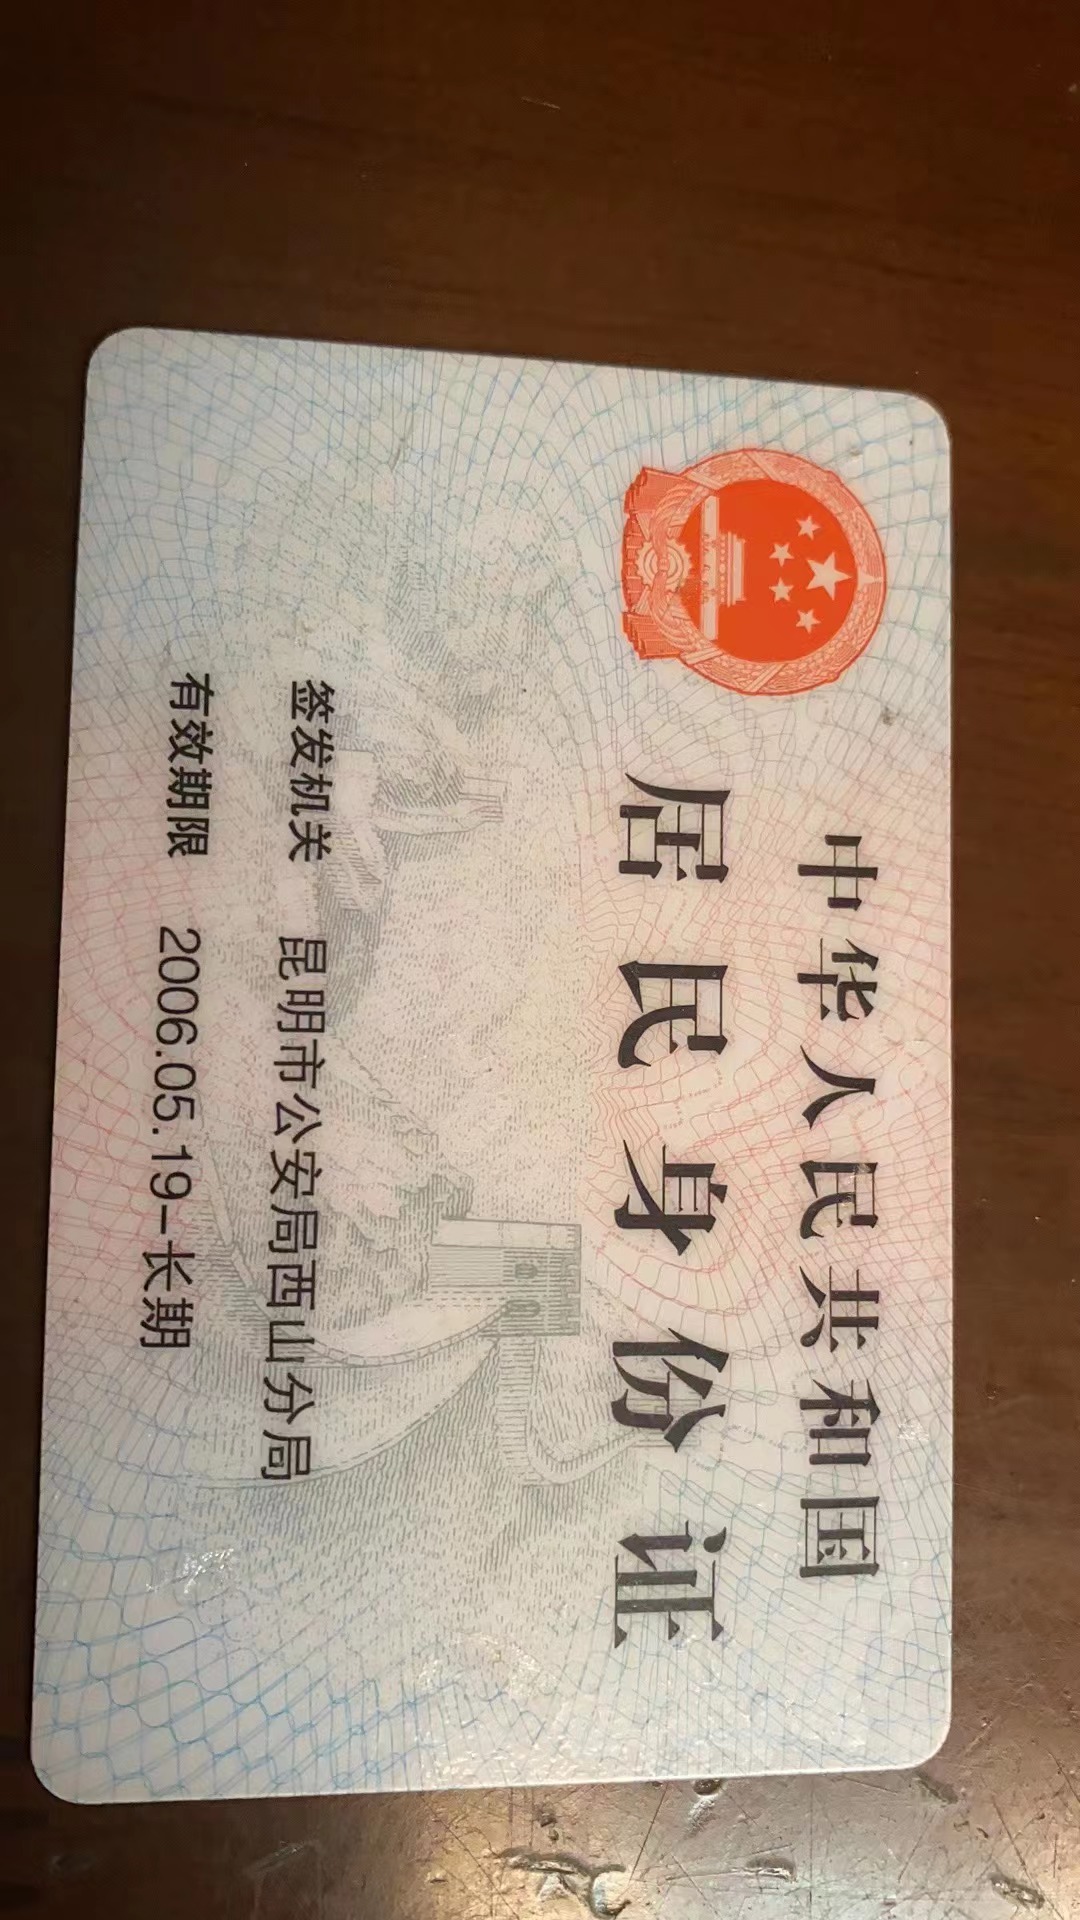 中华人民共和国
居民身份证
签发机关 昆明市公安局西山分局
有效期限 2006.05.19-长期